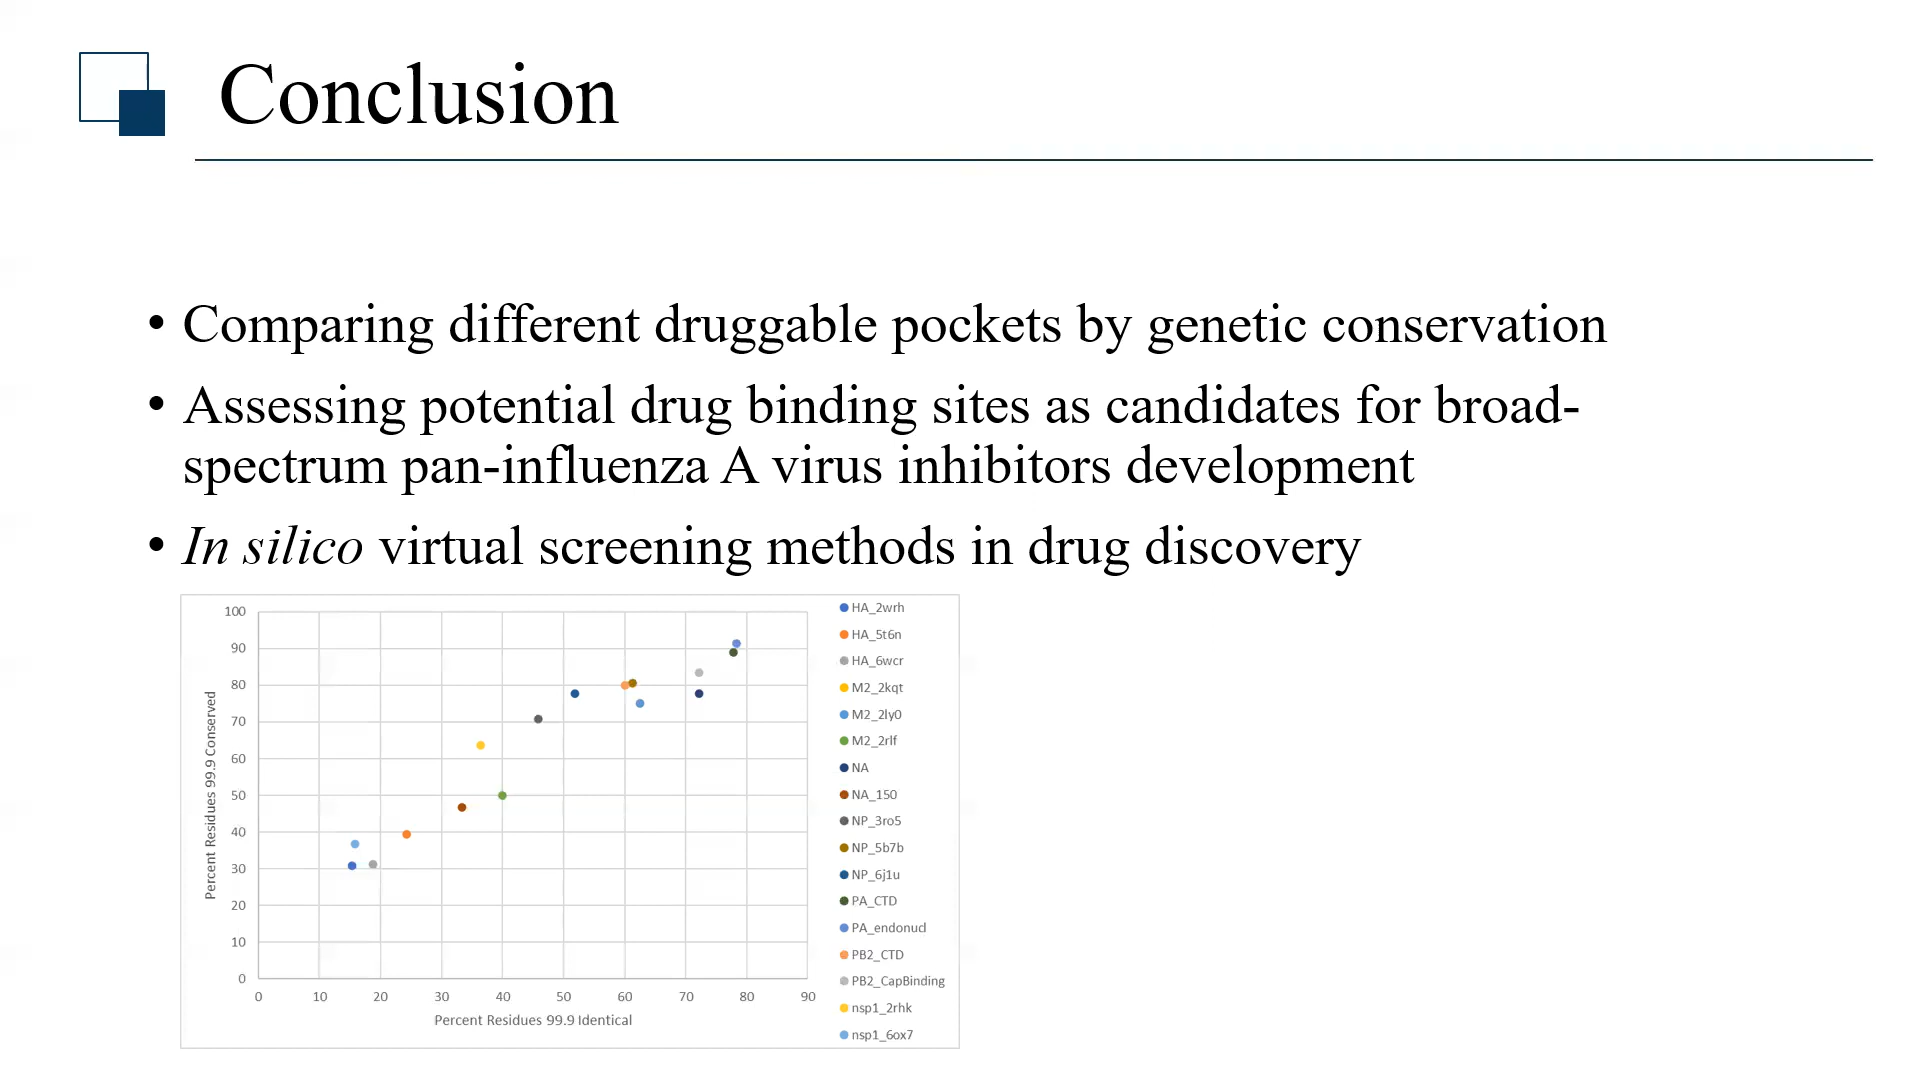 Conclusion
• Comparing different druggable pockets by genetic conservation
• Assessing potential drug binding sites as candidates for broad-
spectrum pan-influenza A virus inhibitors development
• In silico virtual screening methods in drug discovery
100
90
80
70
60
50
40
30
20
10
0
Percent Residues 99.9 Conserved
0 10 20 30 40 50 60 70 80 90
Percent Residues 99.9 Identical
HA_2wrh
HA_5t6n
HA_6wcr
M2_2kqt
M2_2ly0
M2_2rlf
NA
NA_150
NP_3ro5
NP_5b7b
NP_6j1u
PA_CTD
PA_endonucl
PB2_CTD
PB2_CapBinding
nsp1_2rhk
nsp1_6ox7